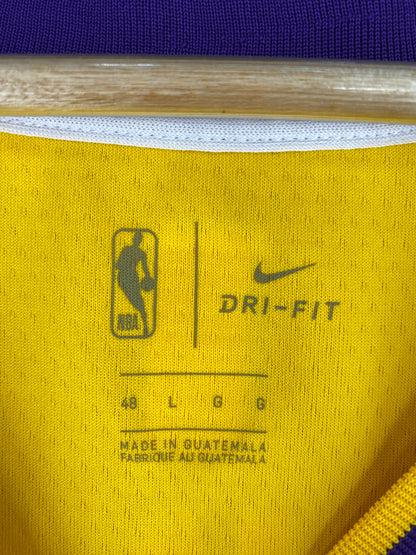 NBA
DRI-FIT
48 L G G
MADE IN GUATEMALA
FABRIQUE AU GUATEMALA